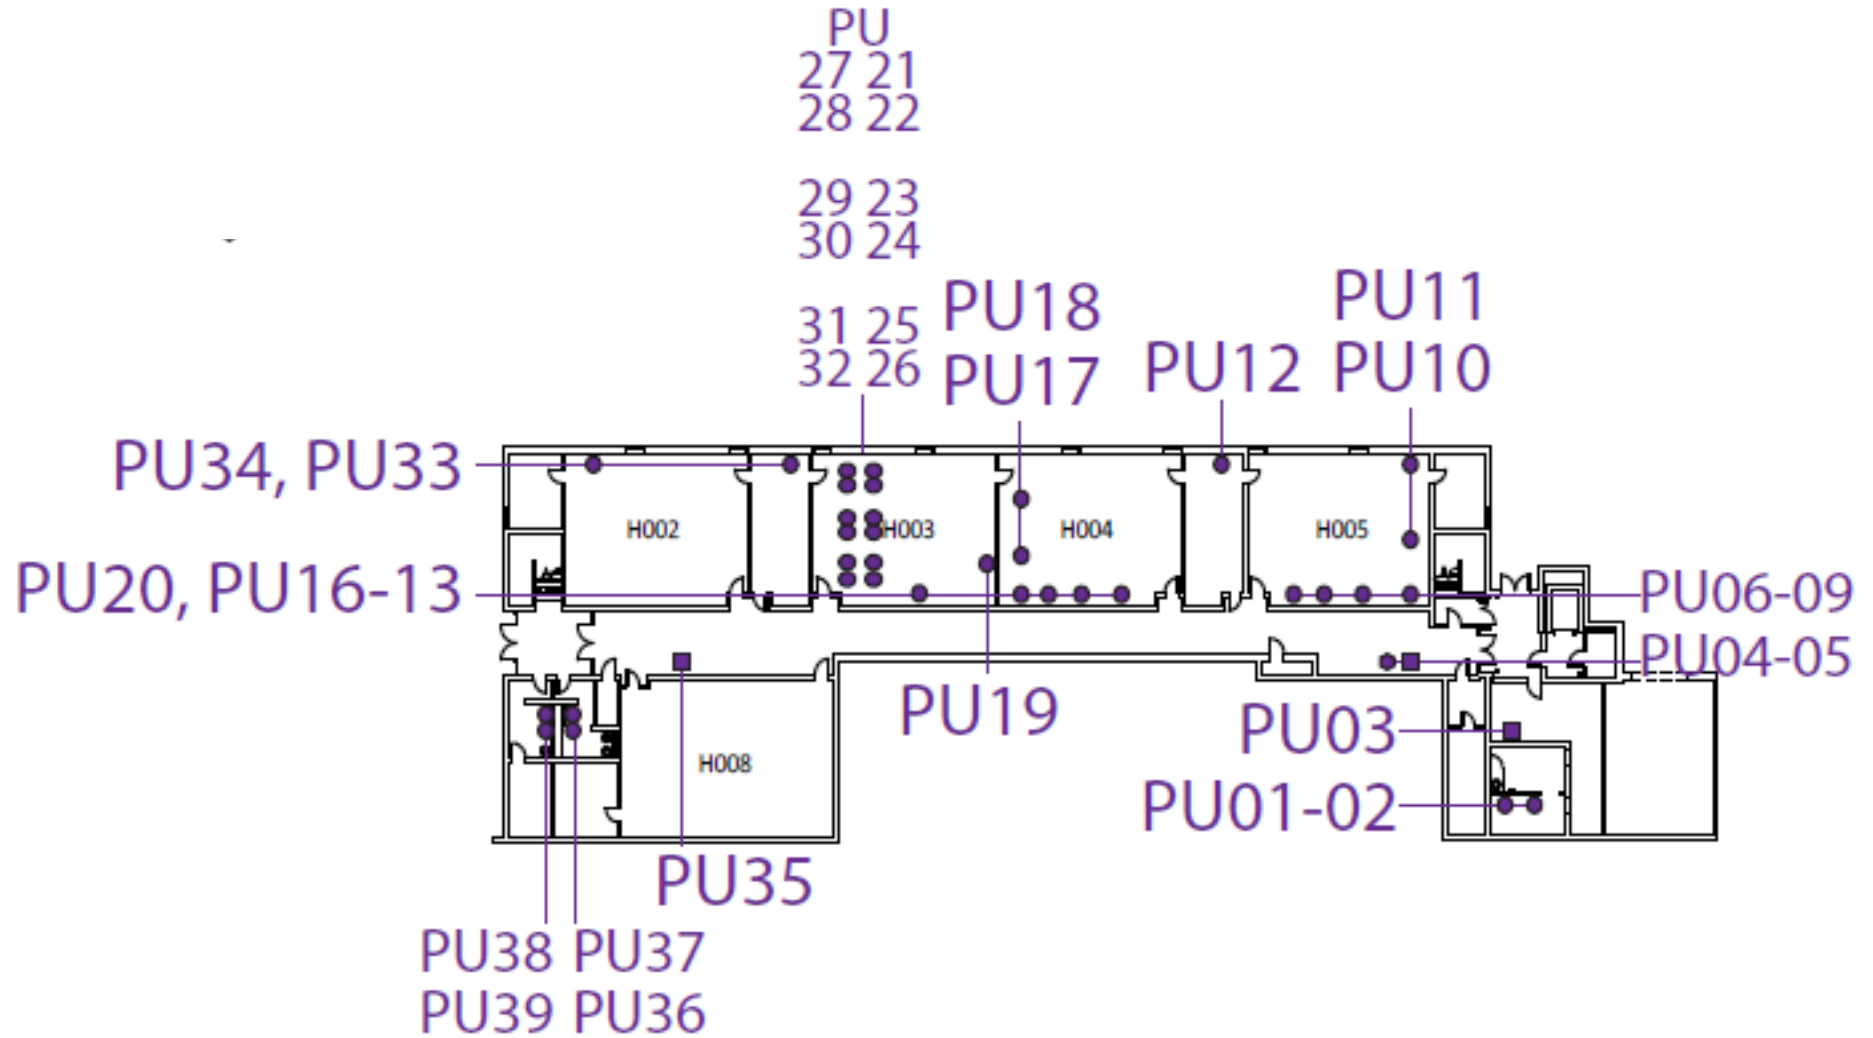 PU
27 21
28 22
29 23
30 24
31 25
32 26
PU18
PU17
PU12
PU11
PU10
PU34, PU33
H002
H003
H004
H005
PU20, PU16-13
PU06-09
PU04-05
PU19
PU03
H008
PU01-02
PU35
PU38 PU37
PU39 PU36